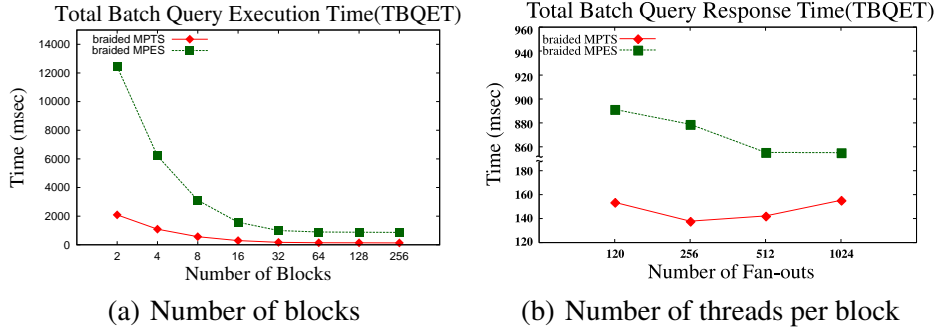 Total Batch Query Execution Time(TBQET)
braided MPTS
braided MPES
14000
12000
10000
8000
6000
4000
2000
0
Time (msec)
2 4 8 16 32 64 128 256
Number of Blocks
(a) Number of blocks
Total Batch Query Response Time(TBQET)
braided MPTS
braided MPES
960
940
920
900
880
860
160
140
120
Time (msec)
120 256 512 1024
Number of Fan-outs
(b) Number of threads per block